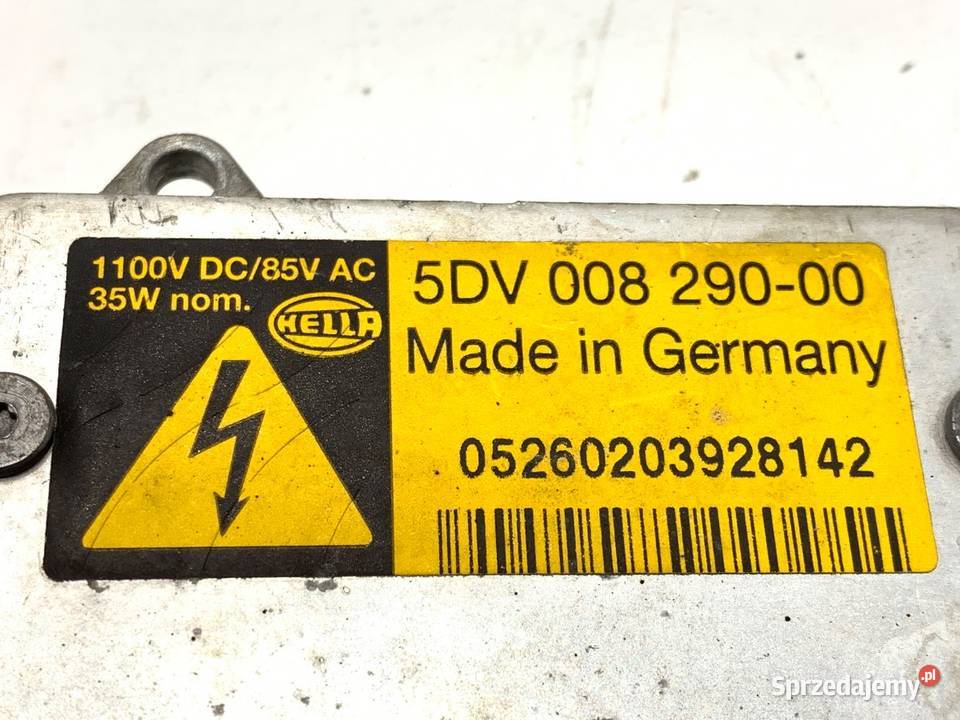 1100V DC/85V AC
35W nom.
HELLA
5DV 008 290-00
Made in Germany
05260203928142
Sprzedajemy.pl